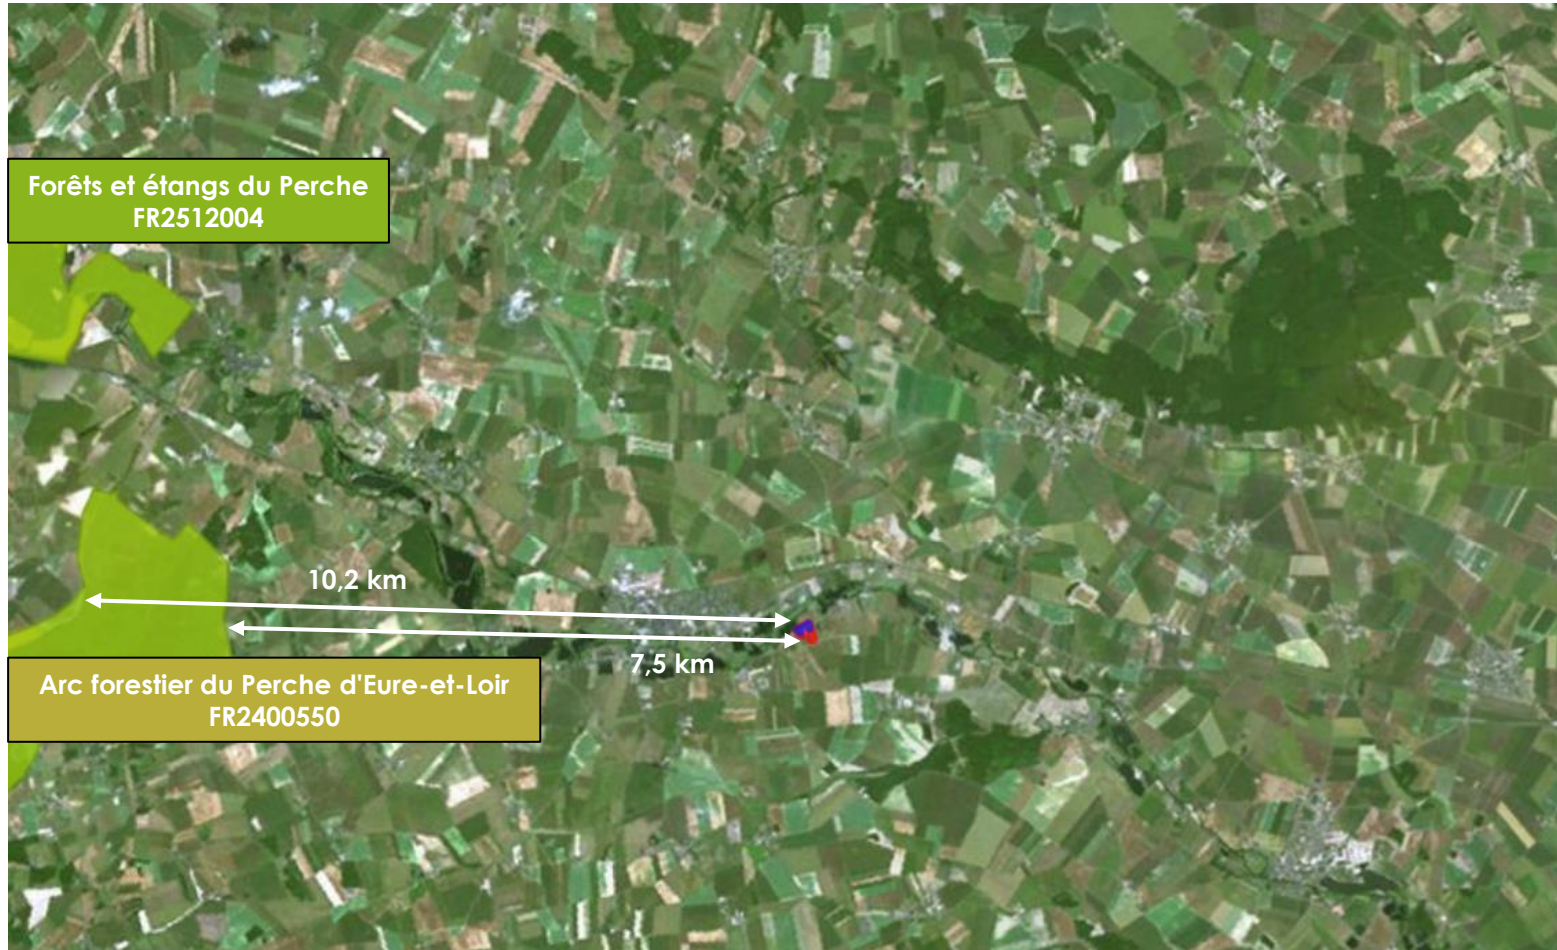 Forêts et étangs du Perche
FR2512004
10,2 km
7,5 km
Arc forestier du Perche d'Eure-et-Loir
FR2400550